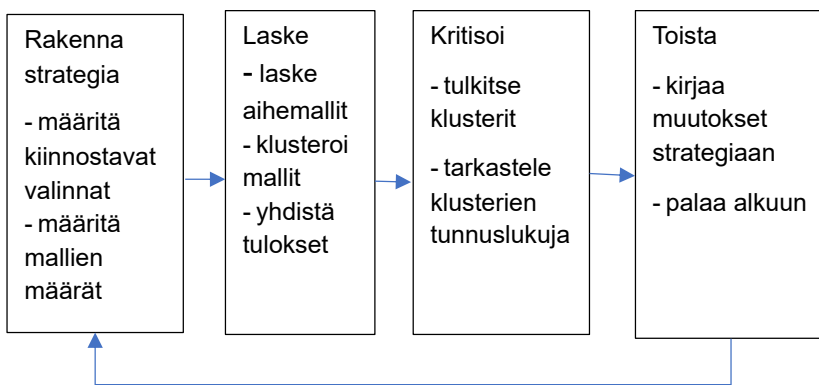 Rakenna
strategia
- määritä
kiinnostavat
valinnat
- määritä
mallien
määrät
Laske
- laske
aihemallit
- klusteroi
mallit
- yhdistä
tulokset
Kritisoi
- tulkitse
klusterit
- tarkastele
klusterien
tunnuslukuja
Toista
- kirjaa
muutokset
strategiaan
- palaa alkuun